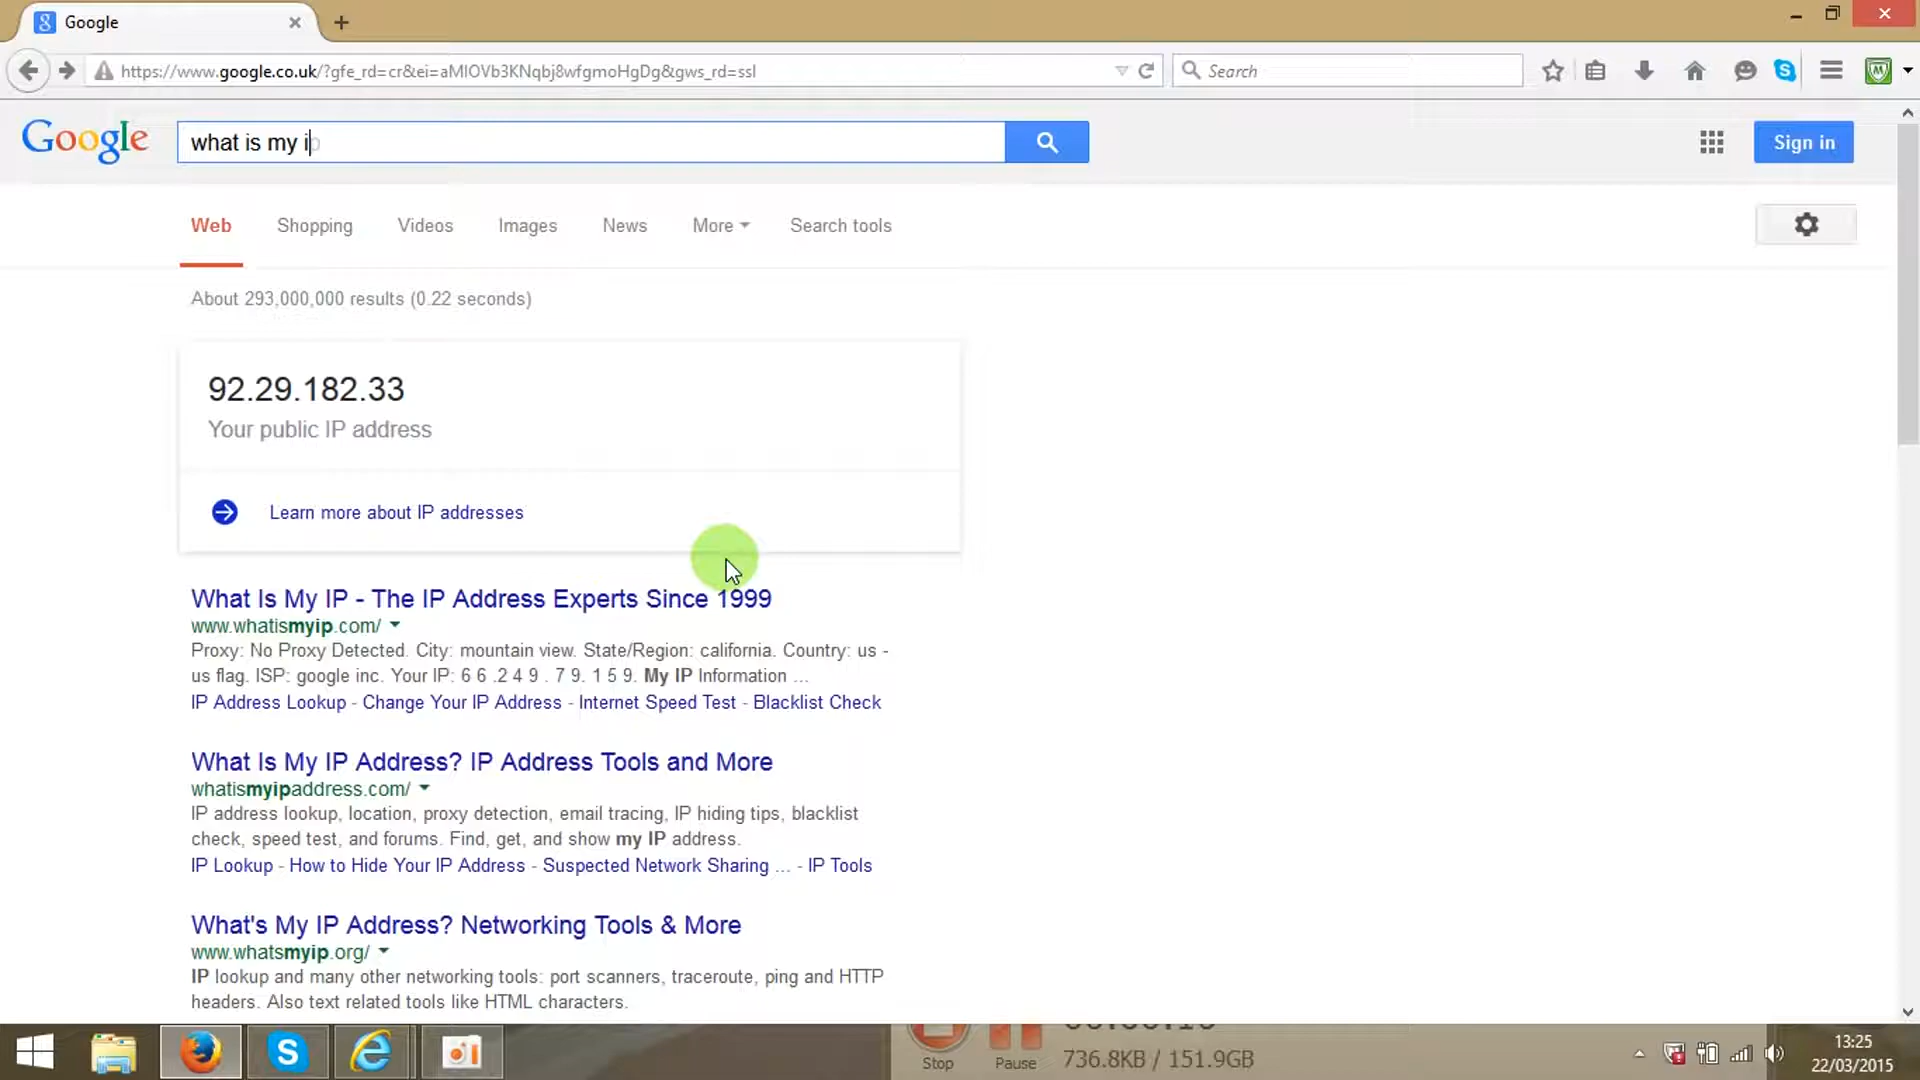 Google
https://www.google.co.uk/?gfe_rd=cr&ei=aMIOVb3KNqbj8wfgmoHgDg&gws_rd=ssl
Search
Google
what is my ip
Sign in
Web
Shopping
Videos
Images
News
More
Search tools
About 293,000,000 results (0.22 seconds)
92.29.182.33
Your public IP address
Learn more about IP addresses
What Is My IP - The IP Address Experts Since 1999
www.whatismyip.com/
Proxy: No Proxy Detected. City: mountain view. State/Region: california. Country: us -
us flag. ISP: google inc. Your IP: 6 6 .2 4 9 . 7 9. 1 5 9. My IP Information ...
IP Address Lookup - Change Your IP Address - Internet Speed Test - Blacklist Check
What Is My IP Address? IP Address Tools and More
whatismyipaddress.com/
IP address lookup, location, proxy detection, email tracing, IP hiding tips, blacklist
check, speed test, and forums. Find, get, and show my IP address.
IP Lookup - How to Hide Your IP Address - Suspected Network Sharing ... - IP Tools
What's My IP Address? Networking Tools & More
www.whatsmyip.org/
IP lookup and many other networking tools: port scanners, traceroute, ping and HTTP
headers. Also text related tools like HTML characters.
Stop
Pause
736.8KB / 151.9GB
13:25
22/03/2015